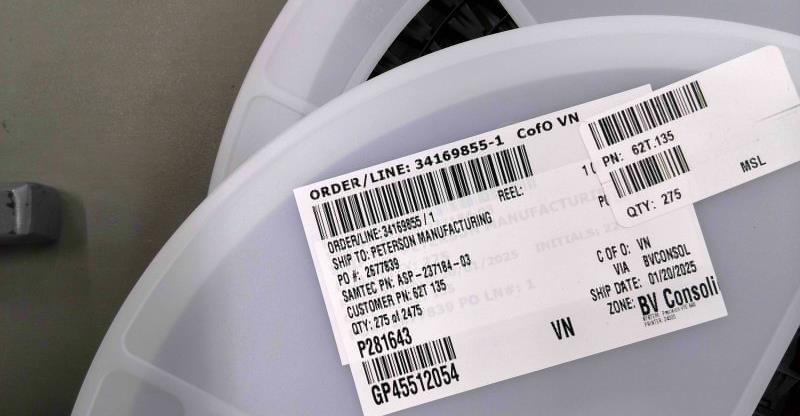 ORDER/LINE: 34169855-1 CofO VN
ORDER/LINE:34169855 / 1
REEL:
SHIP TO: PETERSON MANUFACTURING
PO #: 2677839
SAMTEC PN: ASP-237184-03
CUSTOMER PN: 62T 135
QTY: 275 of 2475
P281643
GP45512054
VN
C OF O: VN
VIA BVCONSOL
SHIP DATE: 01/20/2025
ZONE: BV Consoli
PN: 62T.135
QTY: 275
MSL